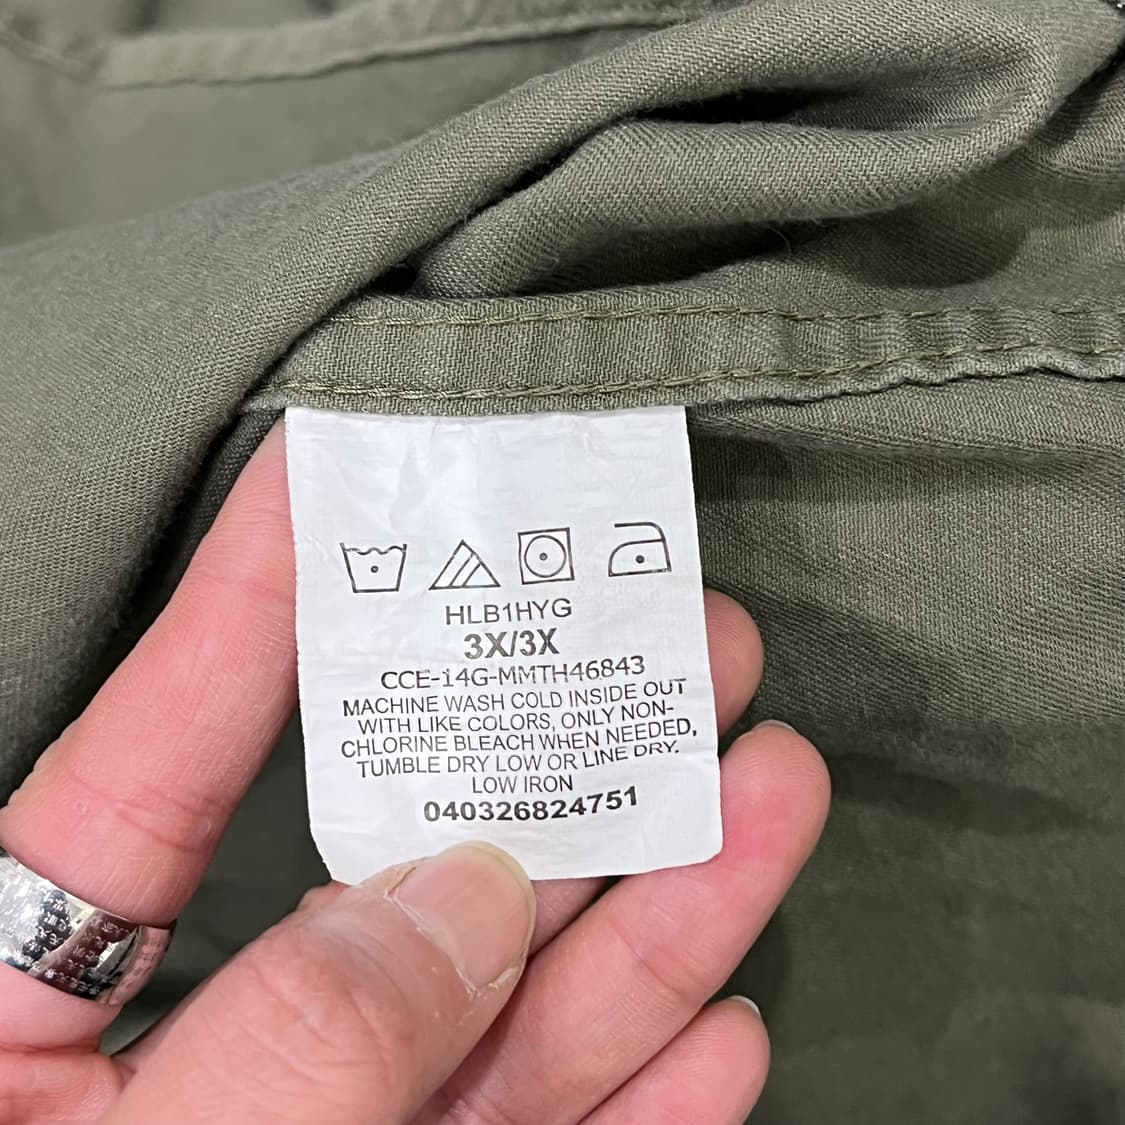 HLB1HYG
3X/3X
CCE-14G-MMTH46843
MACHINE WASH COLD INSIDE OUT
WITH LIKE COLORS, ONLY NON-
CHLORINE BLEACH WHEN NEEDED,
TUMBLE DRY LOW OR LINE DRY.
LOW IRON
040326824751